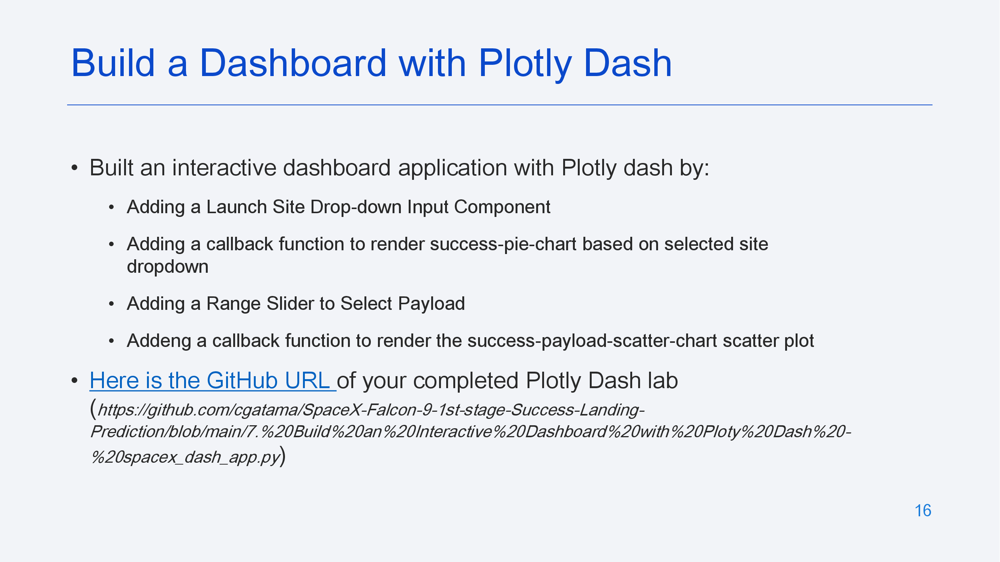 Build a Dashboard with Plotly Dash
• Built an interactive dashboard application with Plotly dash by:
• Adding a Launch Site Drop-down Input Component
• Adding a callback function to render success-pie-chart based on selected site
dropdown
• Adding a Range Slider to Select Payload
• Addeng a callback function to render the success-payload-scatter-chart scatter plot
• Here is the GitHub URL of your completed Plotly Dash lab
(https://github.com/cgatama/SpaceX-Falcon-9-1st-stage-Success-Landing-
Prediction/blob/main/7.%20Build%20an%20Interactive%20Dashboard%20with%20Ploty%20Dash%20-
%20spacex_dash_app.py)
16